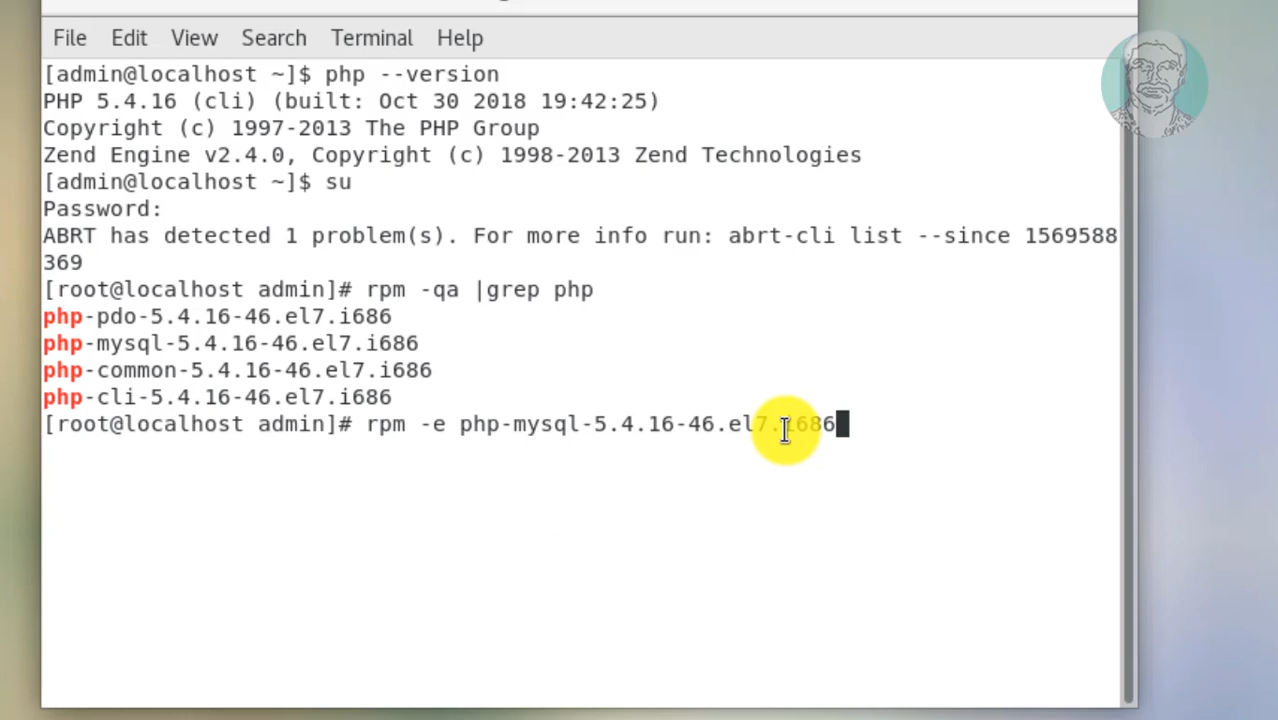 File Edit View Search Terminal Help
[admin@localhost ~]$ php --version
PHP 5.4.16 (cli) (built: Oct 30 2018 19:42:25)
Copyright (c) 1997-2013 The PHP Group
Zend Engine v2.4.0, Copyright (c) 1998-2013 Zend Technologies
[admin@localhost ~]$ su
Password:
ABRT has detected 1 problem(s). For more info run: abrt-cli list --since 1569588
369
[root@localhost admin]# rpm -qa |grep php
php-pdo-5.4.16-46.el7.i686
php-mysql-5.4.16-46.el7.i686
php-common-5.4.16-46.el7.i686
php-cli-5.4.16-46.el7.i686
[root@localhost admin]# rpm -e php-mysql-5.4.16-46.el7.i686